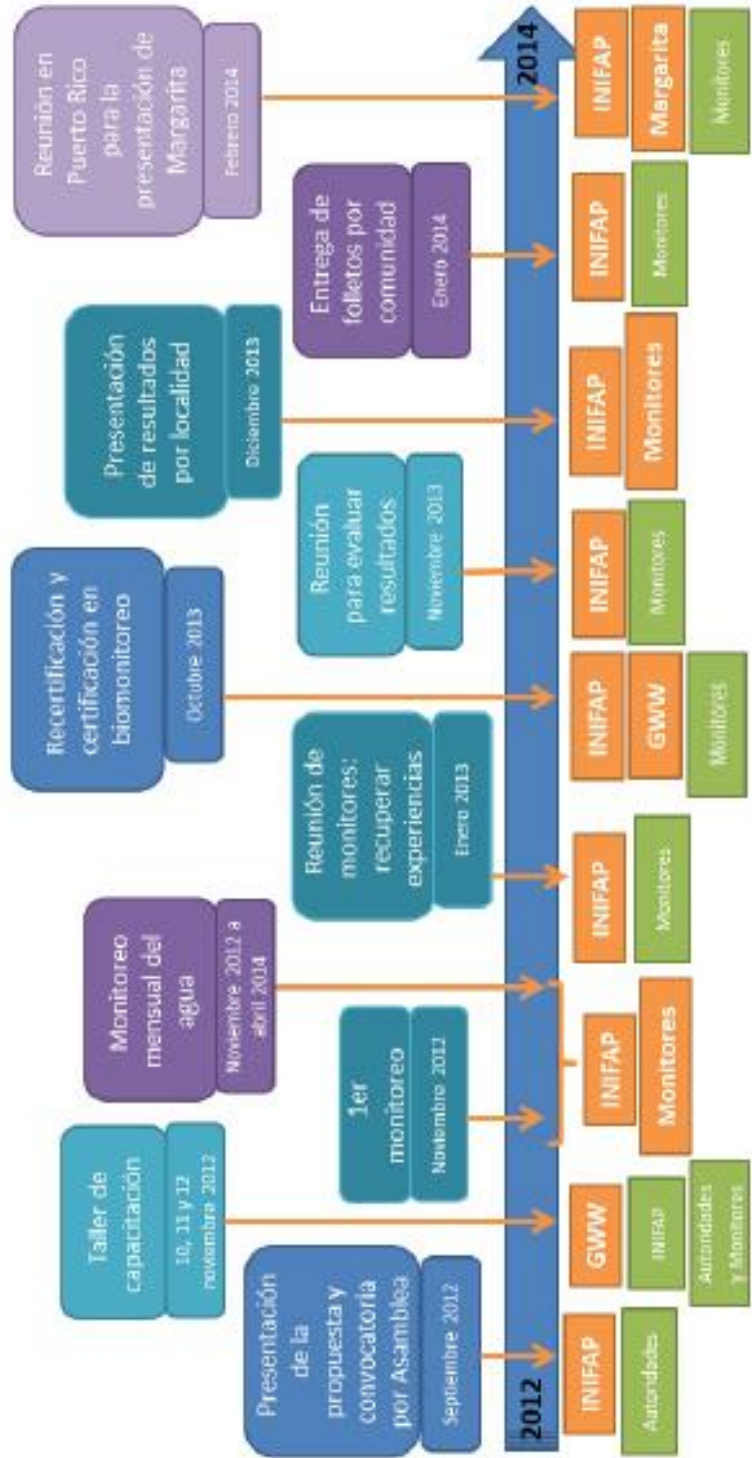 Presentación
de la
propuesta y
convocatoria
por Asamblea
Septiembre 2012
Taller de
capacitación
10, 11 y 12
noviembre 2012
1er
monitoreo
Noviembre 2012
Monitoreo
mensual del
agua
Noviembre 2012 a
abril 2014
Reunión de
monitores:
recuperar
experiencias
Enero 2013
Recertificación y
certificación en
biomonitoreo
Octubre 2013
Reunión
para evaluar
resultados
Noviembre 2013
Presentación
de resultados
por localidad
Diciembre 2013
Entrega de
folletos por
comunidad
Enero 2014
Reunión en
Puerto Rico
para la
presentación de
Margarita
Febrero 2014
2012
2014
INIFAP
Autoridades
GWW
INIFAP
Autoridades
y Monitores
INIFAP
Monitores
INIFAP
Monitores
INIFAP
GWW
Monitores
INIFAP
Monitores
INIFAP
Monitores
INIFAP
Monitores
INIFAP
Margarita
Monitores